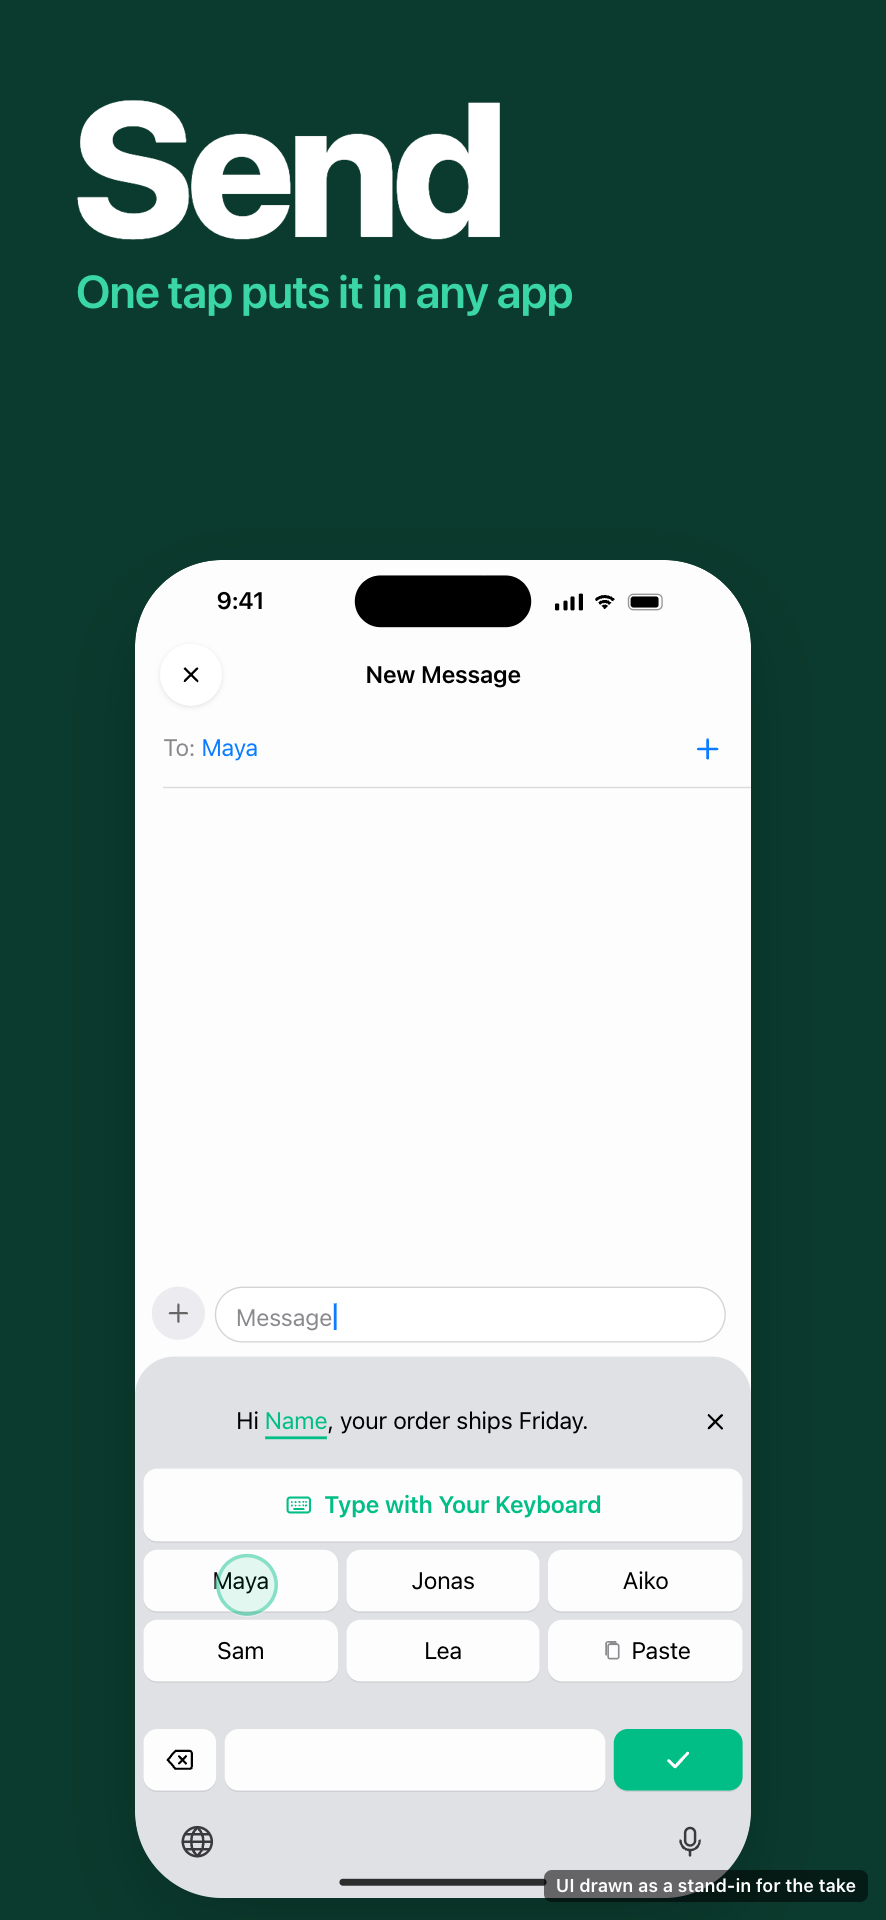 Send
One tap puts it in any app
9:41
New Message
To: Maya
Message
Hi Name, your order ships Friday.
Type with Your Keyboard
Maya
Jonas
Aiko
Sam
Lea
Paste
UI drawn as a stand-in for the take